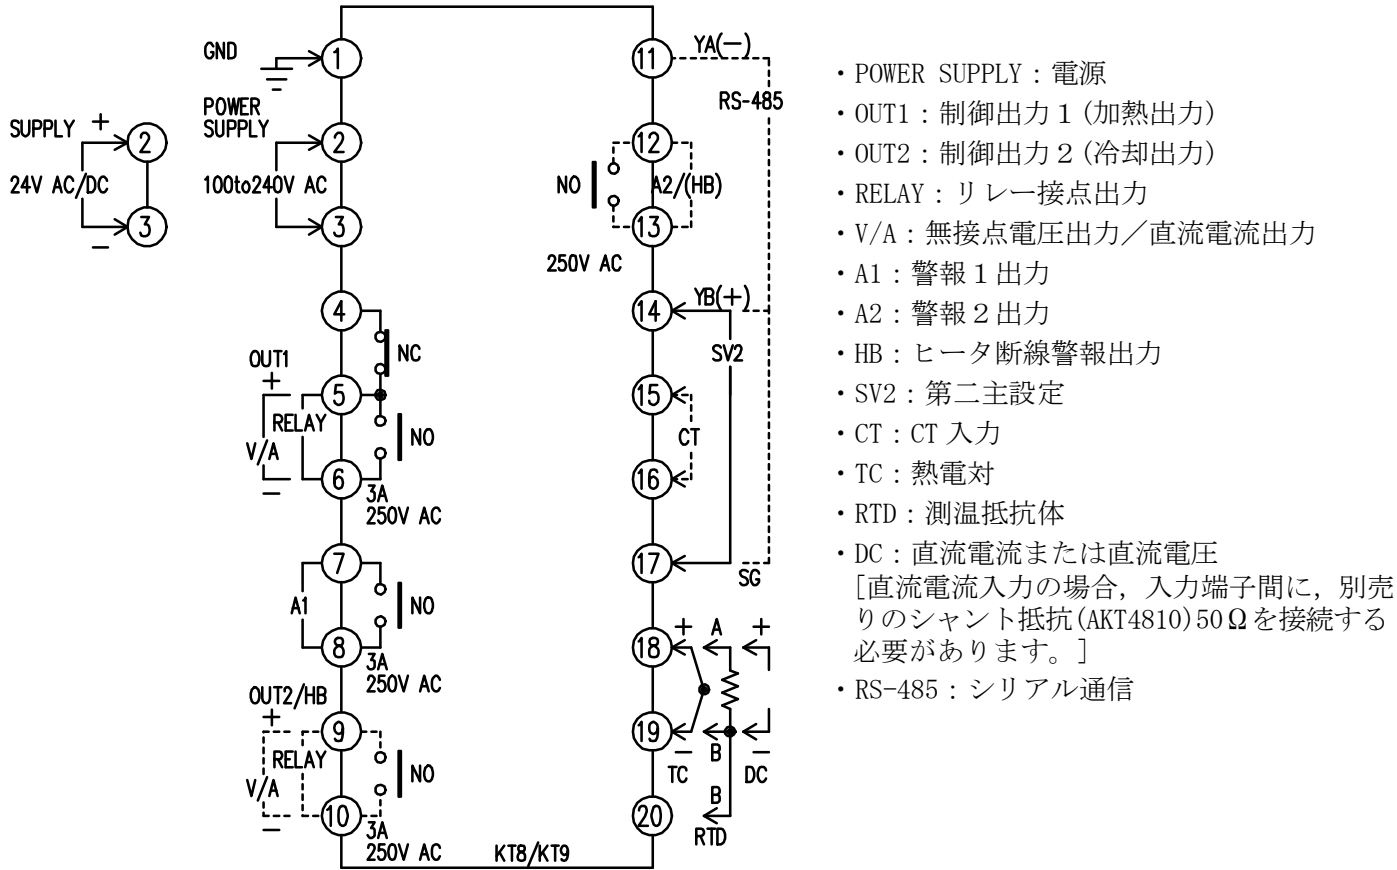 GND
1
POWER
SUPPLY
SUPPLY +
2
2
24V AC/DC
100to240V AC
3
3
−
4
NC
OUT1
+
5
RELAY
NO
V/A
6
−
3A
250V AC
7
A1
NO
8
3A
250V AC
OUT2/HB
+
9
RELAY
NO
V/A
10
−
3A
250V AC
KT8/KT9
11
YA(−)
RS-485
12
NO
A2/(HB)
13
250V AC
14
YB(+)
SV2
15
CT
16
17
SG
18
+ A +
19
− B −
TC DC
B
20
RTD
・POWER SUPPLY：電源
・OUT1：制御出力１(加熱出力)
・OUT2：制御出力２(冷却出力)
・RELAY：リレー接点出力
・V/A：無接点電圧出力／直流電流出力
・A1：警報１出力
・A2：警報２出力
・HB：ヒータ断線警報出力
・SV2：第二主設定
・CT：CT 入力
・TC：熱電対
・RTD：測温抵抗体
・DC：直流電流または直流電圧
[直流電流入力の場合，入力端子間に，別売
りのシャント抵抗(AKT4810)50Ωを接続する
必要があります。]
・RS-485：シリアル通信